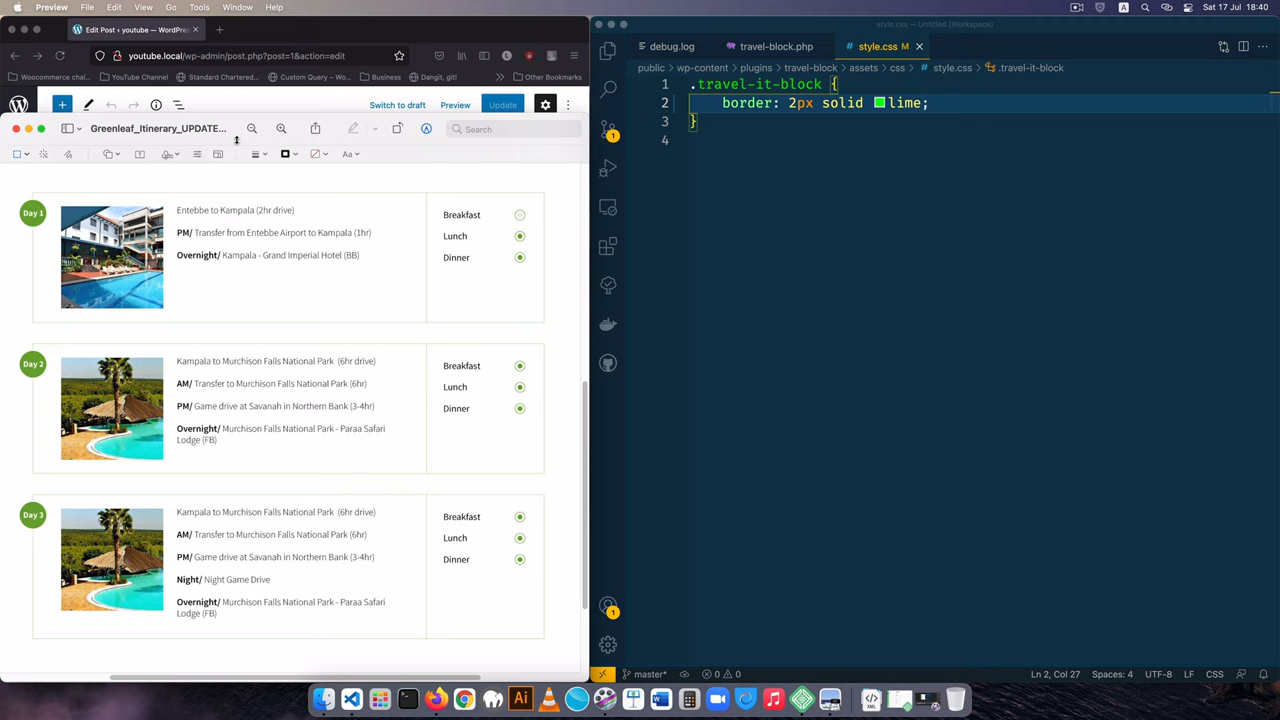 Preview File Edit View Go Tools Window Help
Sat 17 Jul 18:40
Edit Post ‹ youtube — WordPre
youtube.local/wp-admin/post.php?post=1&action=edit
Woocommerce chan...
YouTube Channel
Standard Chartered...
Custom Query – Wo...
Business
Dangit, git!
Other Bookmarks
Switch to draft
Preview
Update
Greenleaf_Itinerary_UPDATE...
Search
Aa
Day 1
Entebbe to Kampala (2hr drive)
PM/ Transfer from Entebbe Airport to Kampala (1hr)
Overnight/ Kampala - Grand Imperial Hotel (BB)
Breakfast
Lunch
Dinner
Day 2
Kampala to Murchison Falls National Park (6hr drive)
AM/ Transfer to Murchison Falls National Park (6hr)
PM/ Game drive at Savanah in Northern Bank (3-4hr)
Overnight/ Murchison Falls National Park - Paraa Safari
Lodge (FB)
Breakfast
Lunch
Dinner
Day 3
Kampala to Murchison Falls National Park (6hr drive)
AM/ Transfer to Murchison Falls National Park (6hr)
PM/ Game drive at Savanah in Northern Bank (3-4hr)
Night/ Night Game Drive
Overnight/ Murchison Falls National Park - Paraa Safari
Lodge (FB)
Breakfast
Lunch
Dinner
style.css — Untitled (Workspace)
debug.log
travel-block.php
style.css M
public › wp-content › plugins › travel-block › assets › css › style.css › .travel-it-block
1 .travel-it-block {
2 border: 2px solid lime;
3 }
4
1
1
master*
0 0
Ln 2, Col 27 Spaces: 4 UTF-8 LF CSS